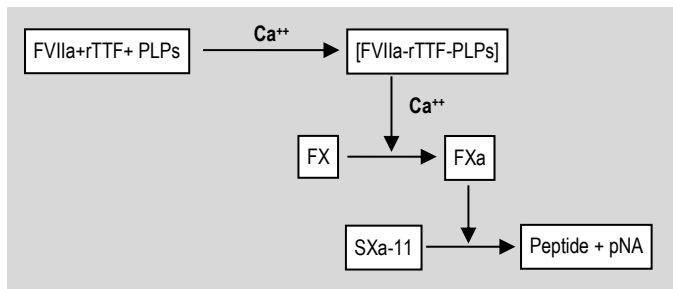 FVIIa+rTTF+ PLPs
Ca⁺⁺
[FVIIa-rTTF-PLPs]
Ca⁺⁺
FX
FXa
SXa-11
Peptide + pNA